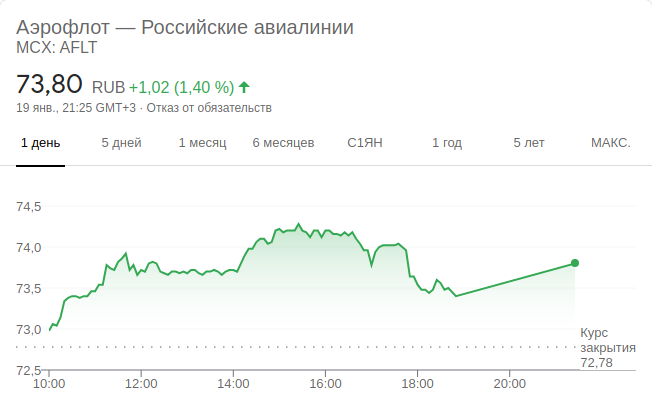 Аэрофлот — Российские авиалинии
MCX: AFLT
73,80 RUB +1,02 (1,40 %)
19 янв., 21:25 GMT+3 · Отказ от обязательств
1 день 5 дней 1 месяц 6 месяцев С1ЯН 1 год 5 лет МАКС.
74,5
74,0
73,5
73,0
Курс
закрытия
72,78
72,5
10:00 12:00 14:00 16:00 18:00 20:00